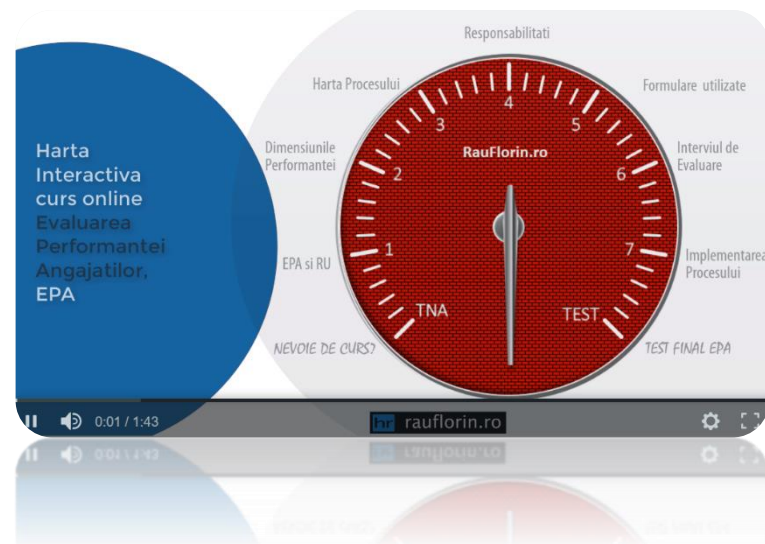 Harta
Interactiva
curs online
Evaluarea
Performantei
Angajatilor,
EPA
Responsabilitati
Harta Procesului
Formulare utilizate
Dimensiunile
Performantei
Interviul de
Evaluare
EPA si RU
Implementarea
Procesului
NEVOIE DE CURS?
TEST FINAL EPA
RauFlorin.ro
TNA
1
2
3
4
5
6
7
TEST
0:01 / 1:43
hr rauflorin.ro